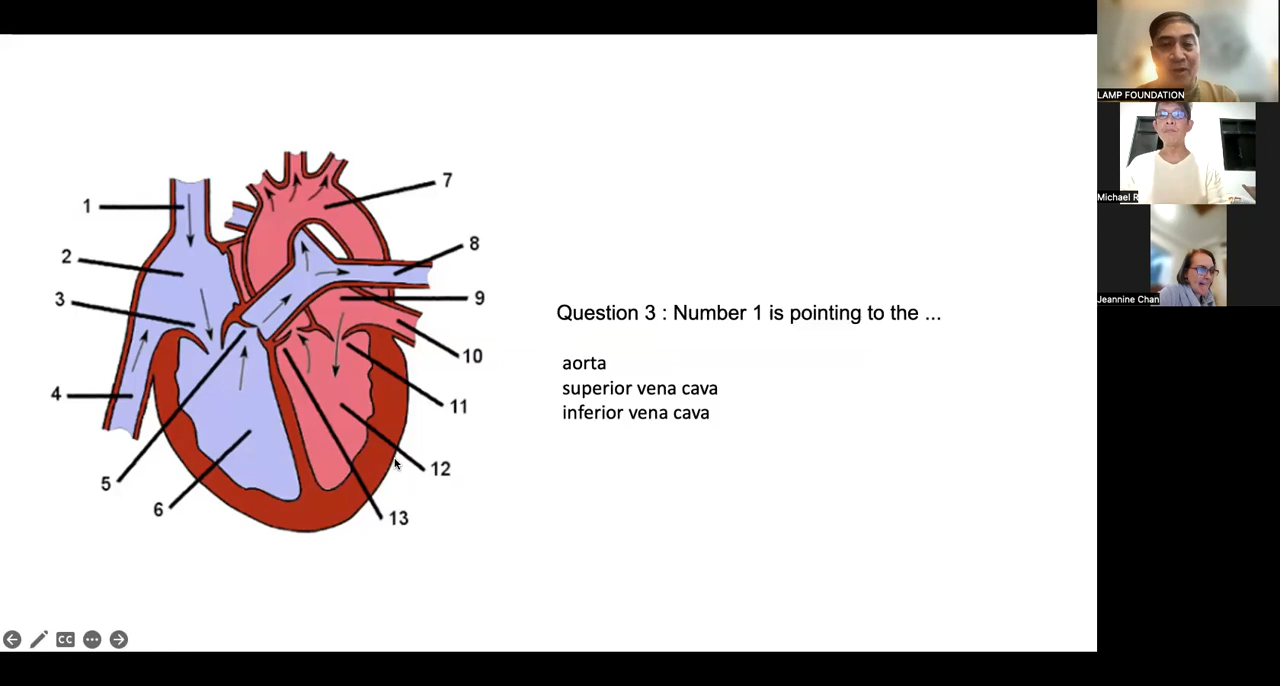 LAMP FOUNDATION
Michael R
Jeannine Chan
1
2
3
4
5
6
7
8
9
10
11
12
13
Question 3 : Number 1 is pointing to the ...
aorta
superior vena cava
inferior vena cava
CC